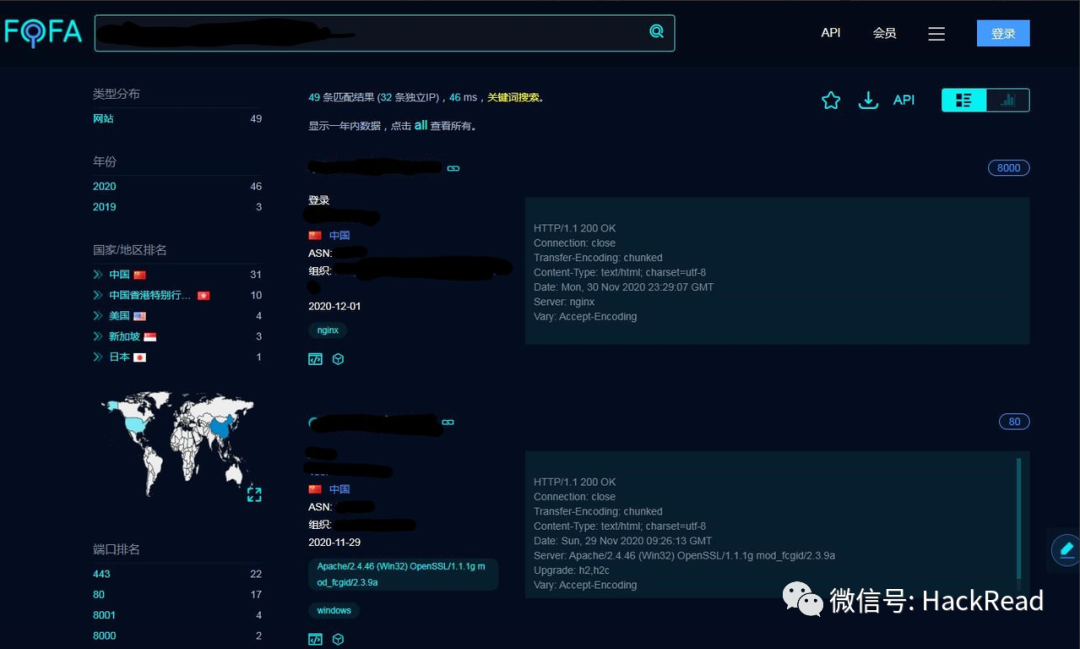 FOFA
API
会员
登录
类型分布
网站 49
年份
2020 46
2019 3
国家/地区排名
中国 31
中国香港特别行... 10
美国 4
新加坡 3
日本 1
端口排名
443 22
80 17
8001 4
8000 2
49 条匹配结果 (32 条独立IP)，46 ms，关键词搜索。
显示一年内数据，点击 all 查看所有。
API
8000
登录
中国
ASN:
组织:
2020-12-01
nginx
HTTP/1.1 200 OK
Connection: close
Transfer-Encoding: chunked
Content-Type: text/html; charset=utf-8
Date: Mon, 30 Nov 2020 23:29:07 GMT
Server: nginx
Vary: Accept-Encoding
80
中国
ASN:
组织:
2020-11-29
Apache/2.4.46 (Win32) OpenSSL/1.1.1g m
od_fcgid/2.3.9a
windows
HTTP/1.1 200 OK
Connection: close
Transfer-Encoding: chunked
Content-Type: text/html; charset=utf-8
Date: Sun, 29 Nov 2020 09:26:13 GMT
Server: Apache/2.4.46 (Win32) OpenSSL/1.1.1g mod_fcgid/2.3.9a
Upgrade: h2,h2c
Vary: Accept-Encoding
微信号: HackRead